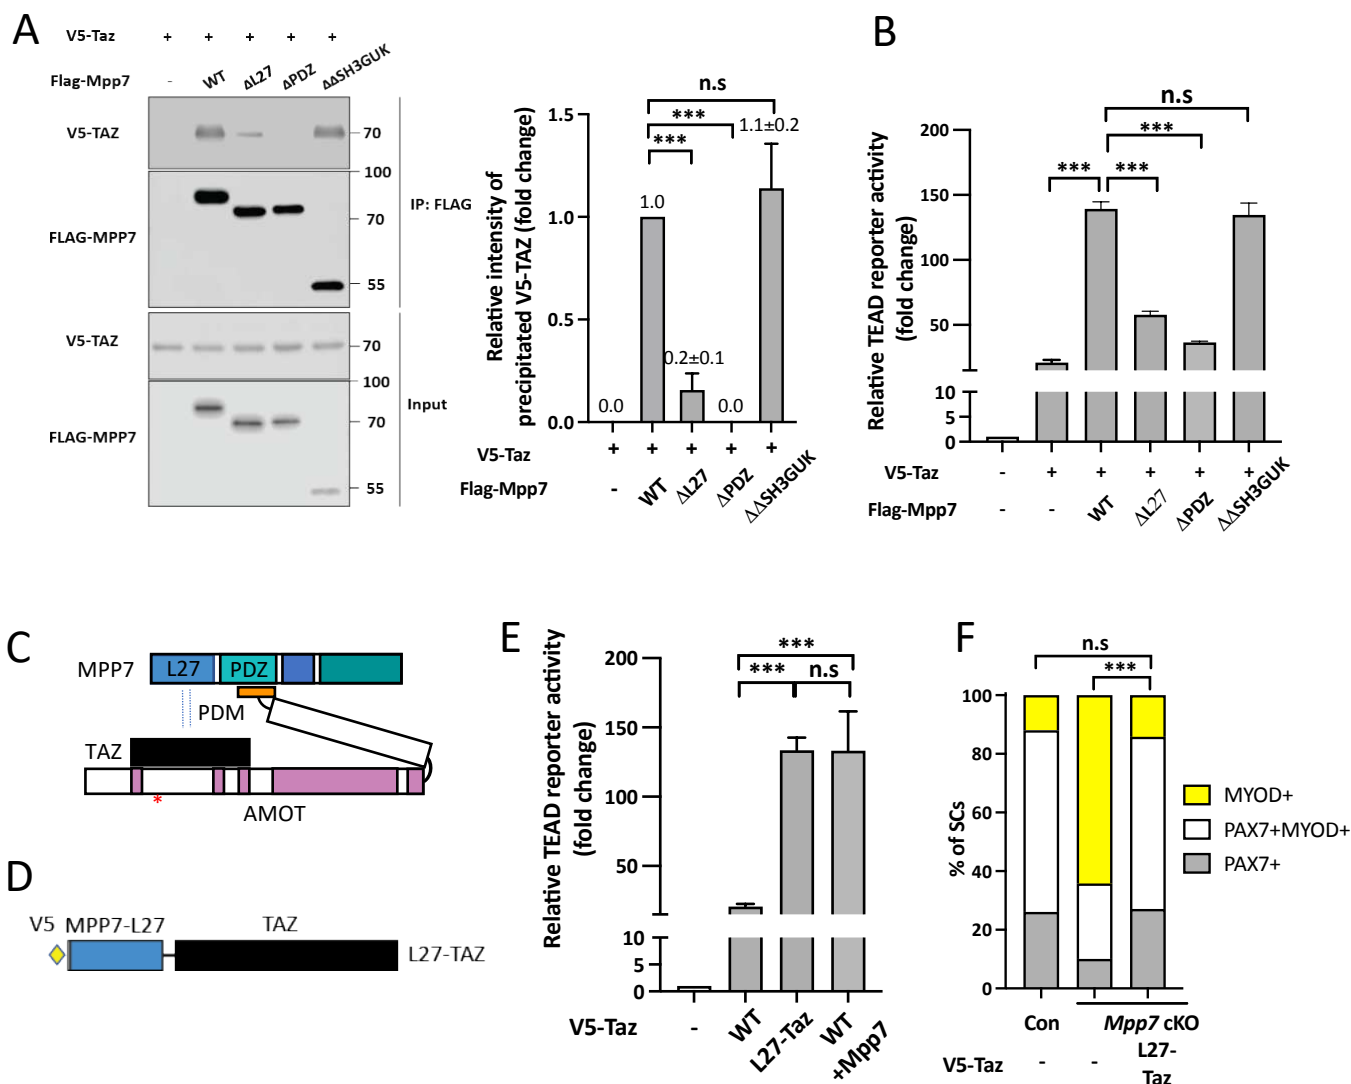 A
V5-Taz + + + + +
Flag-Mpp7 - WT ΔL27 ΔPDZ ΔΔSH3GUK
V5-TAZ
70
100
FLAG-MPP7
70
55
IP: FLAG
V5-TAZ
70
100
FLAG-MPP7
70
55
Input
Relative intensity of
precipitated V5-TAZ (fold change)
1.5
1.0
0.5
0.0
n.s
***
***
0.0
1.0
0.2±0.1
0.0
1.1±0.2
V5-Taz + + + + +
Flag-Mpp7 - WT ΔL27 ΔPDZ ΔΔSH3GUK
B
Relative TEAD reporter activity
(fold change)
200
150
100
50
10
5
0
n.s
***
*** ***
V5-Taz - + + + + +
Flag-Mpp7 - - WT ΔL27 ΔPDZ ΔΔSH3GUK
C
MPP7 L27 PDZ
PDM
TAZ
*
AMOT
D
V5 MPP7-L27 TAZ
L27-TAZ
E
Relative TEAD reporter activity
(fold change)
200
150
100
50
10
5
0
***
*** n.s
V5-Taz - WT L27-Taz WT
+Mpp7
F
n.s
***
% of SCs
100
80
60
40
20
0
MYOD+
PAX7+MYOD+
PAX7+
Con Mpp7 cKO
V5-Taz - - L27-
Taz